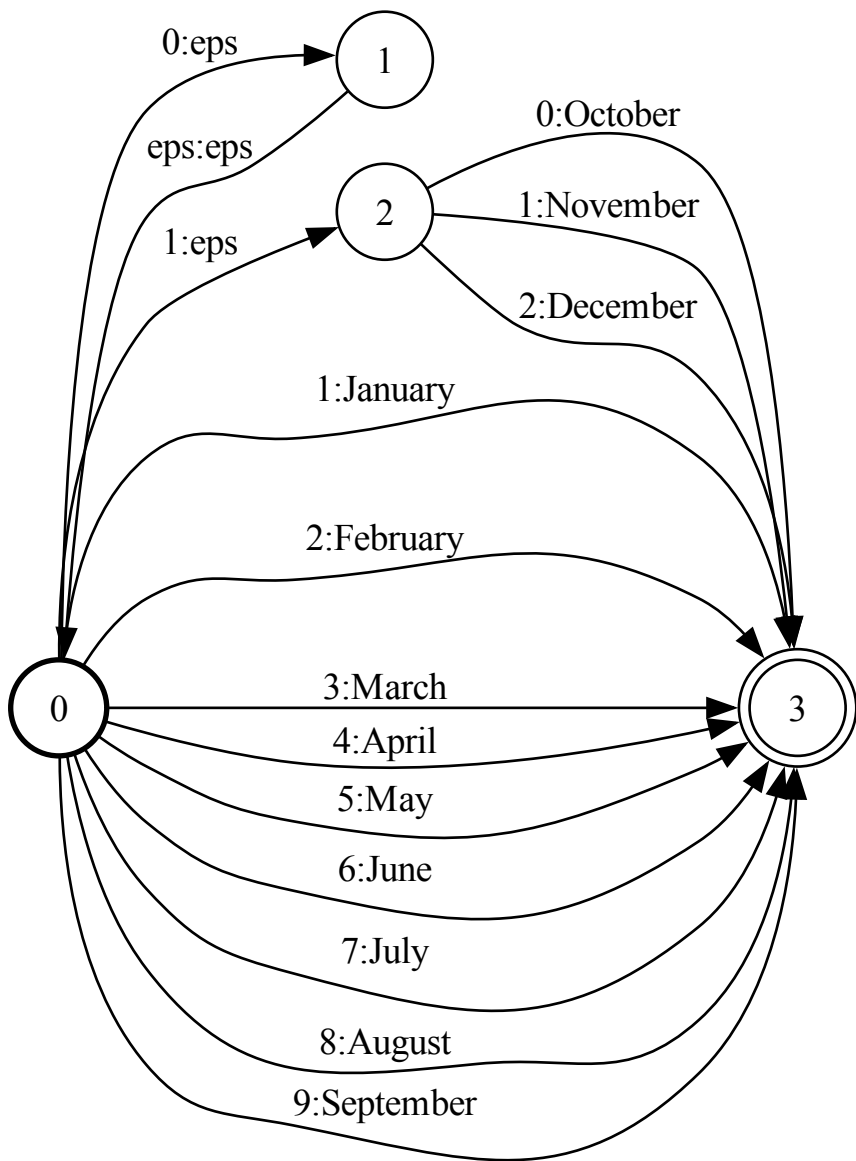 0:eps
1
eps:eps
0:October
2
1:November
1:eps
2:December
1:January
2:February
3:March
0
3
4:April
5:May
6:June
7:July
8:August
9:September